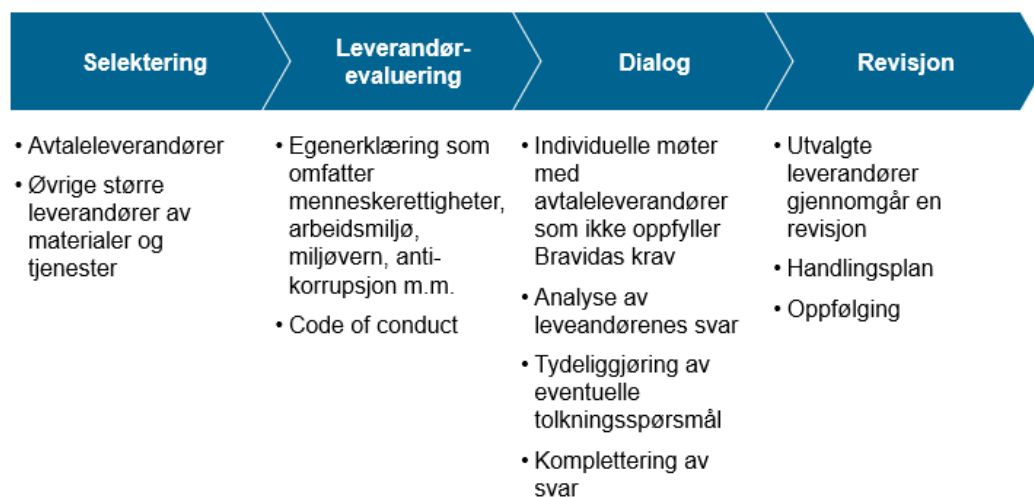 Selektering
Leverandør-
evaluering
Dialog
Revisjon
• Avtaleleverandører
• Øvrige større
leverandører av
materialer og
tjenester
• Egenerklæring som
omfatter
menneskerettigheter,
arbeidsmiljø,
miljøvern, anti-
korrupsjon m.m.
• Code of conduct
• Individuelle møter
med
avtaleleverandører
som ikke oppfyller
Bravidas krav
• Analyse av
leveandørenes svar
• Tydeliggjøring av
eventuelle
tolkningsspørsmål
• Komplettering av
svar
• Utvalgte
leverandører
gjennomgår en
revisjon
• Handlingsplan
• Oppfølging